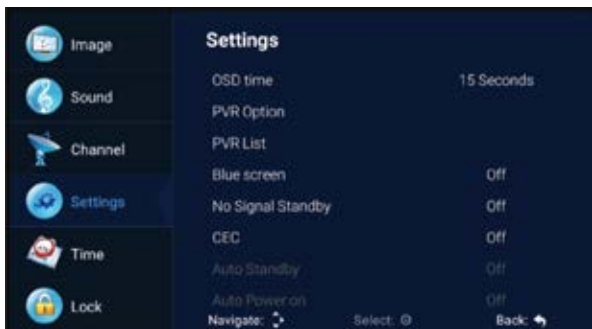 Image
Sound
Channel
Settings
Time
Lock
Settings
OSD time 15 Seconds
PVR Option
PVR List
Blue screen Off
No Signal Standby Off
CEC Off
Auto Standby Off
Auto Power on Off
Navigate: Select: Back: